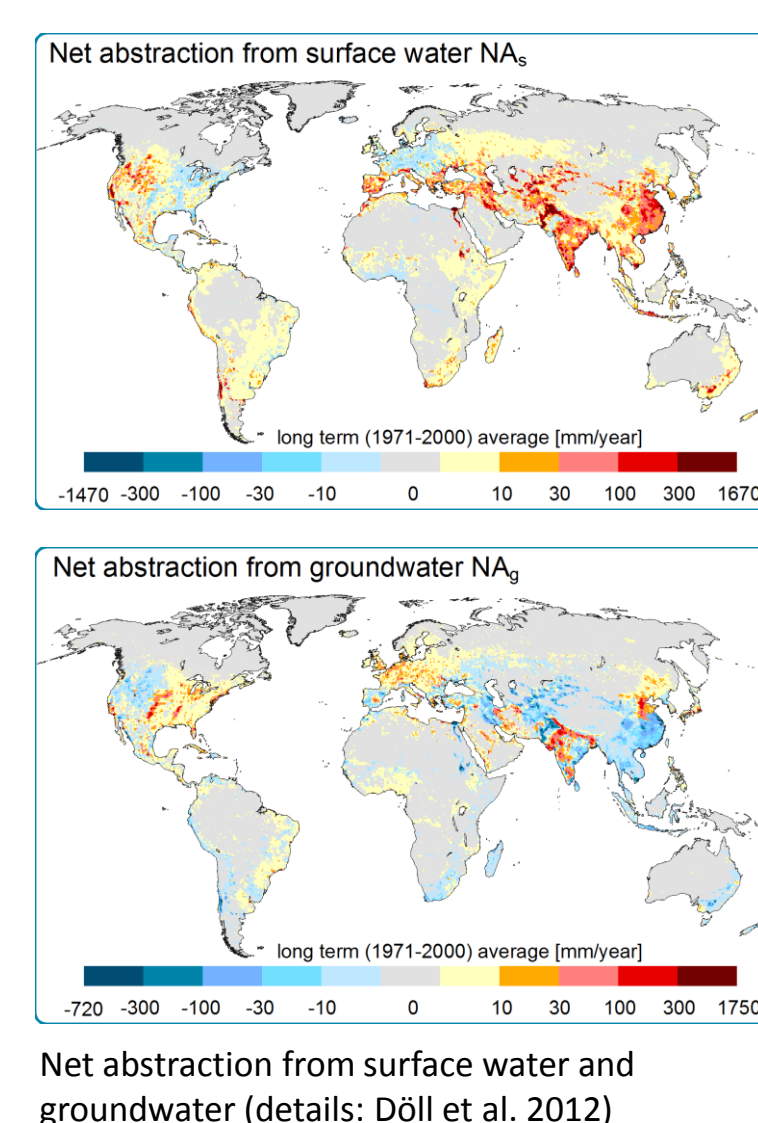 Net abstraction from surface water NAs
long term (1971-2000) average [mm/year]
-1470 -300 -100 -30 -10 0 10 30 100 300 1670
Net abstraction from groundwater NAg
long term (1971-2000) average [mm/year]
-720 -300 -100 -30 -10 0 10 30 100 300 1750
Net abstraction from surface water and
groundwater (details: Döll et al. 2012)